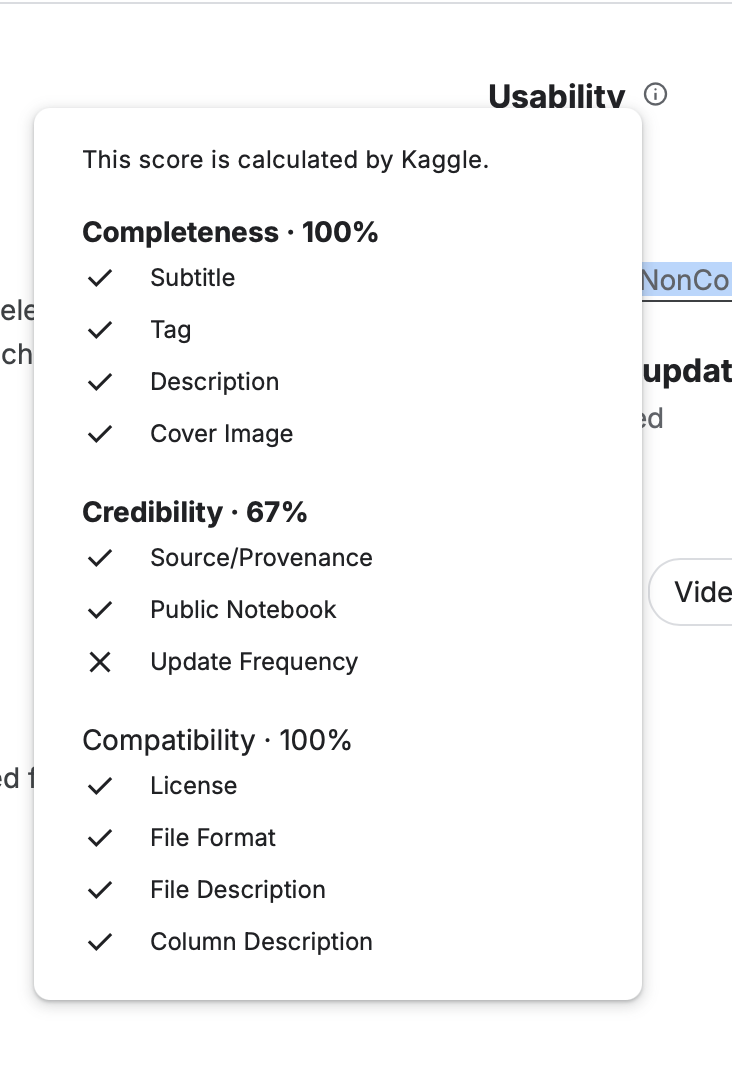 Usability
This score is calculated by Kaggle.
Completeness · 100%
Subtitle
Tag
Description
Cover Image
Credibility · 67%
Source/Provenance
Public Notebook
Update Frequency
Compatibility · 100%
License
File Format
File Description
Column Description
NonCo
updat
ed
Vide
ele
ch
ed f